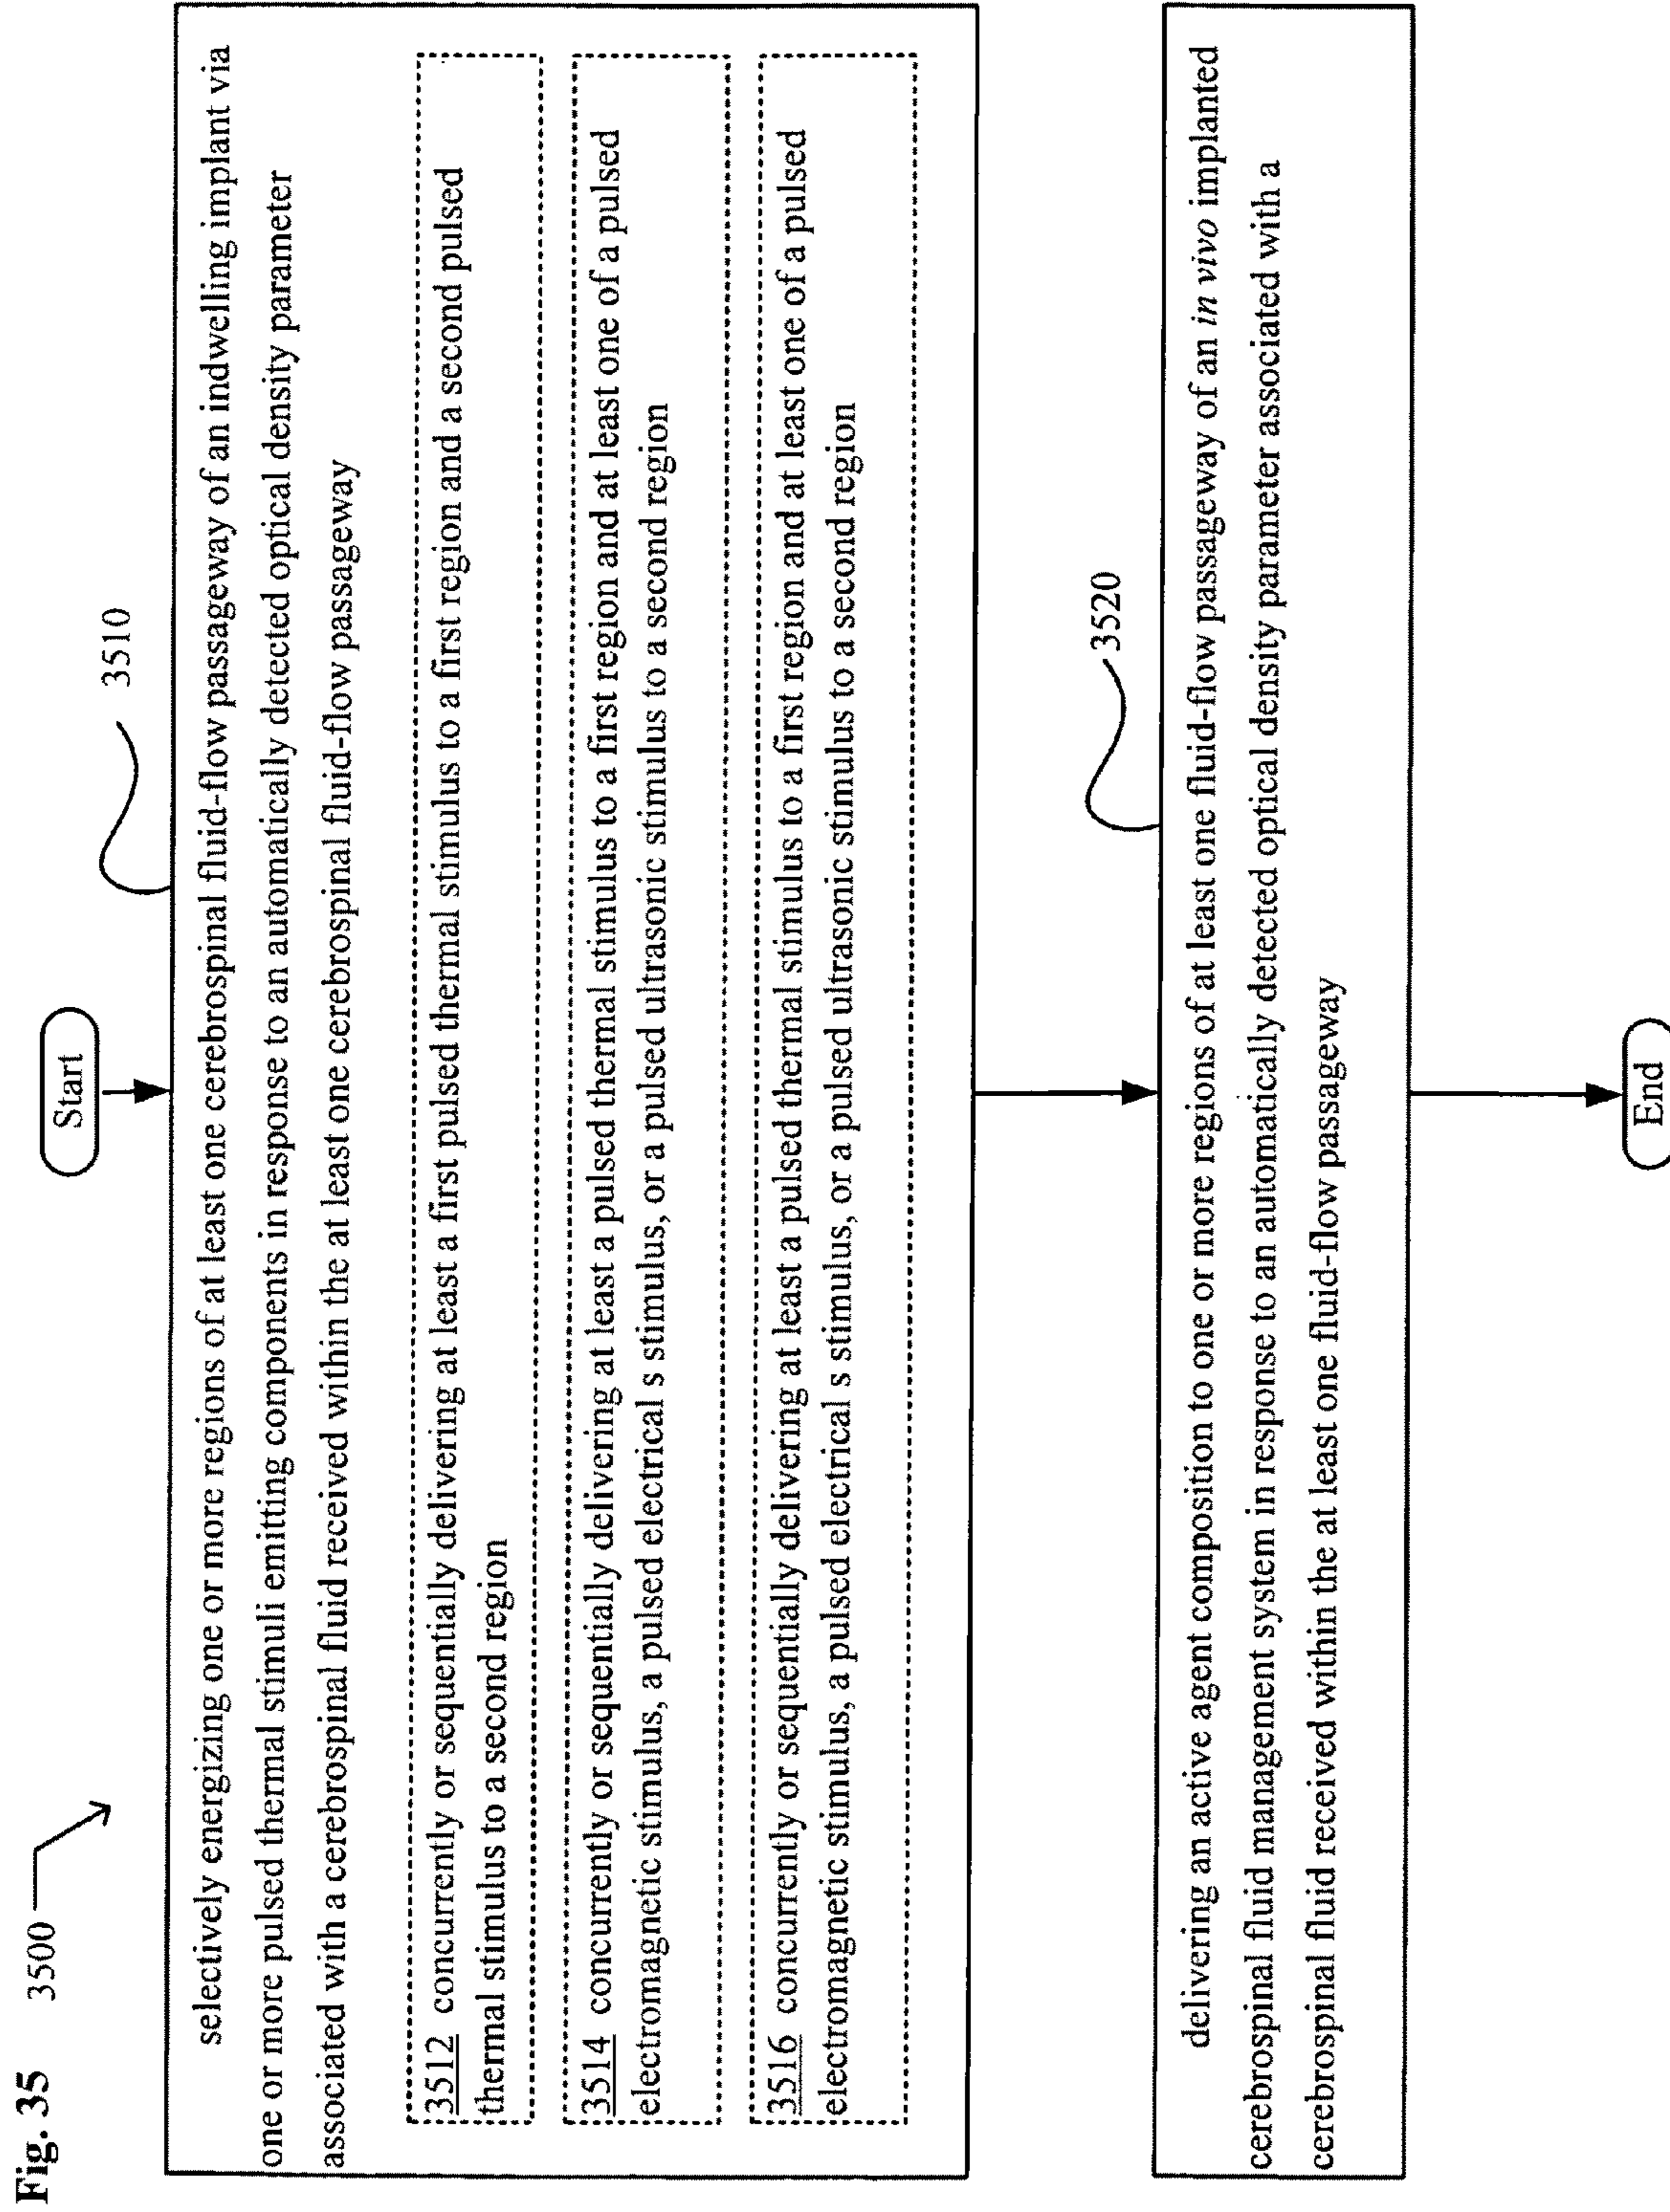 Fig. 35
3500
Start
3510
selectively energizing one or more regions of at least one cerebrospinal fluid-flow passageway of an indwelling implant via
one or more pulsed thermal stimuli emitting components in response to an automatically detected optical density parameter
associated with a cerebrospinal fluid received within the at least one cerebrospinal fluid-flow passageway
3512 concurrently or sequentially delivering at least a first pulsed thermal stimulus to a first region and a second pulsed
thermal stimulus to a second region
3514 concurrently or sequentially delivering at least a pulsed thermal stimulus to a first region and at least one of a pulsed
electromagnetic stimulus, a pulsed electrical s stimulus, or a pulsed ultrasonic stimulus to a second region
3516 concurrently or sequentially delivering at least a pulsed thermal stimulus to a first region and at least one of a pulsed
electromagnetic stimulus, a pulsed electrical s stimulus, or a pulsed ultrasonic stimulus to a second region
3520
delivering an active agent composition to one or more regions of at least one fluid-flow passageway of an in vivo implanted
cerebrospinal fluid management system in response to an automatically detected optical density parameter associated with a
cerebrospinal fluid received within the at least one fluid-flow passageway
End